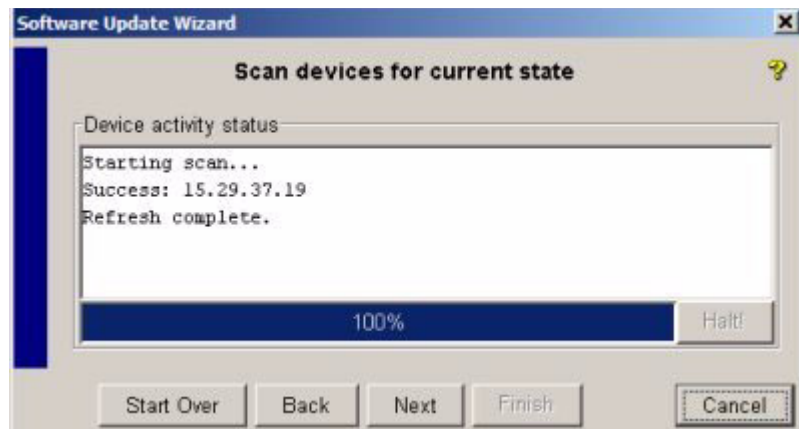 Software Update Wizard
Scan devices for current state
Device activity status
Starting scan...
Success: 15.29.37.19
Refresh complete.
100%
Halt!
Start Over
Back
Next
Finish
Cancel